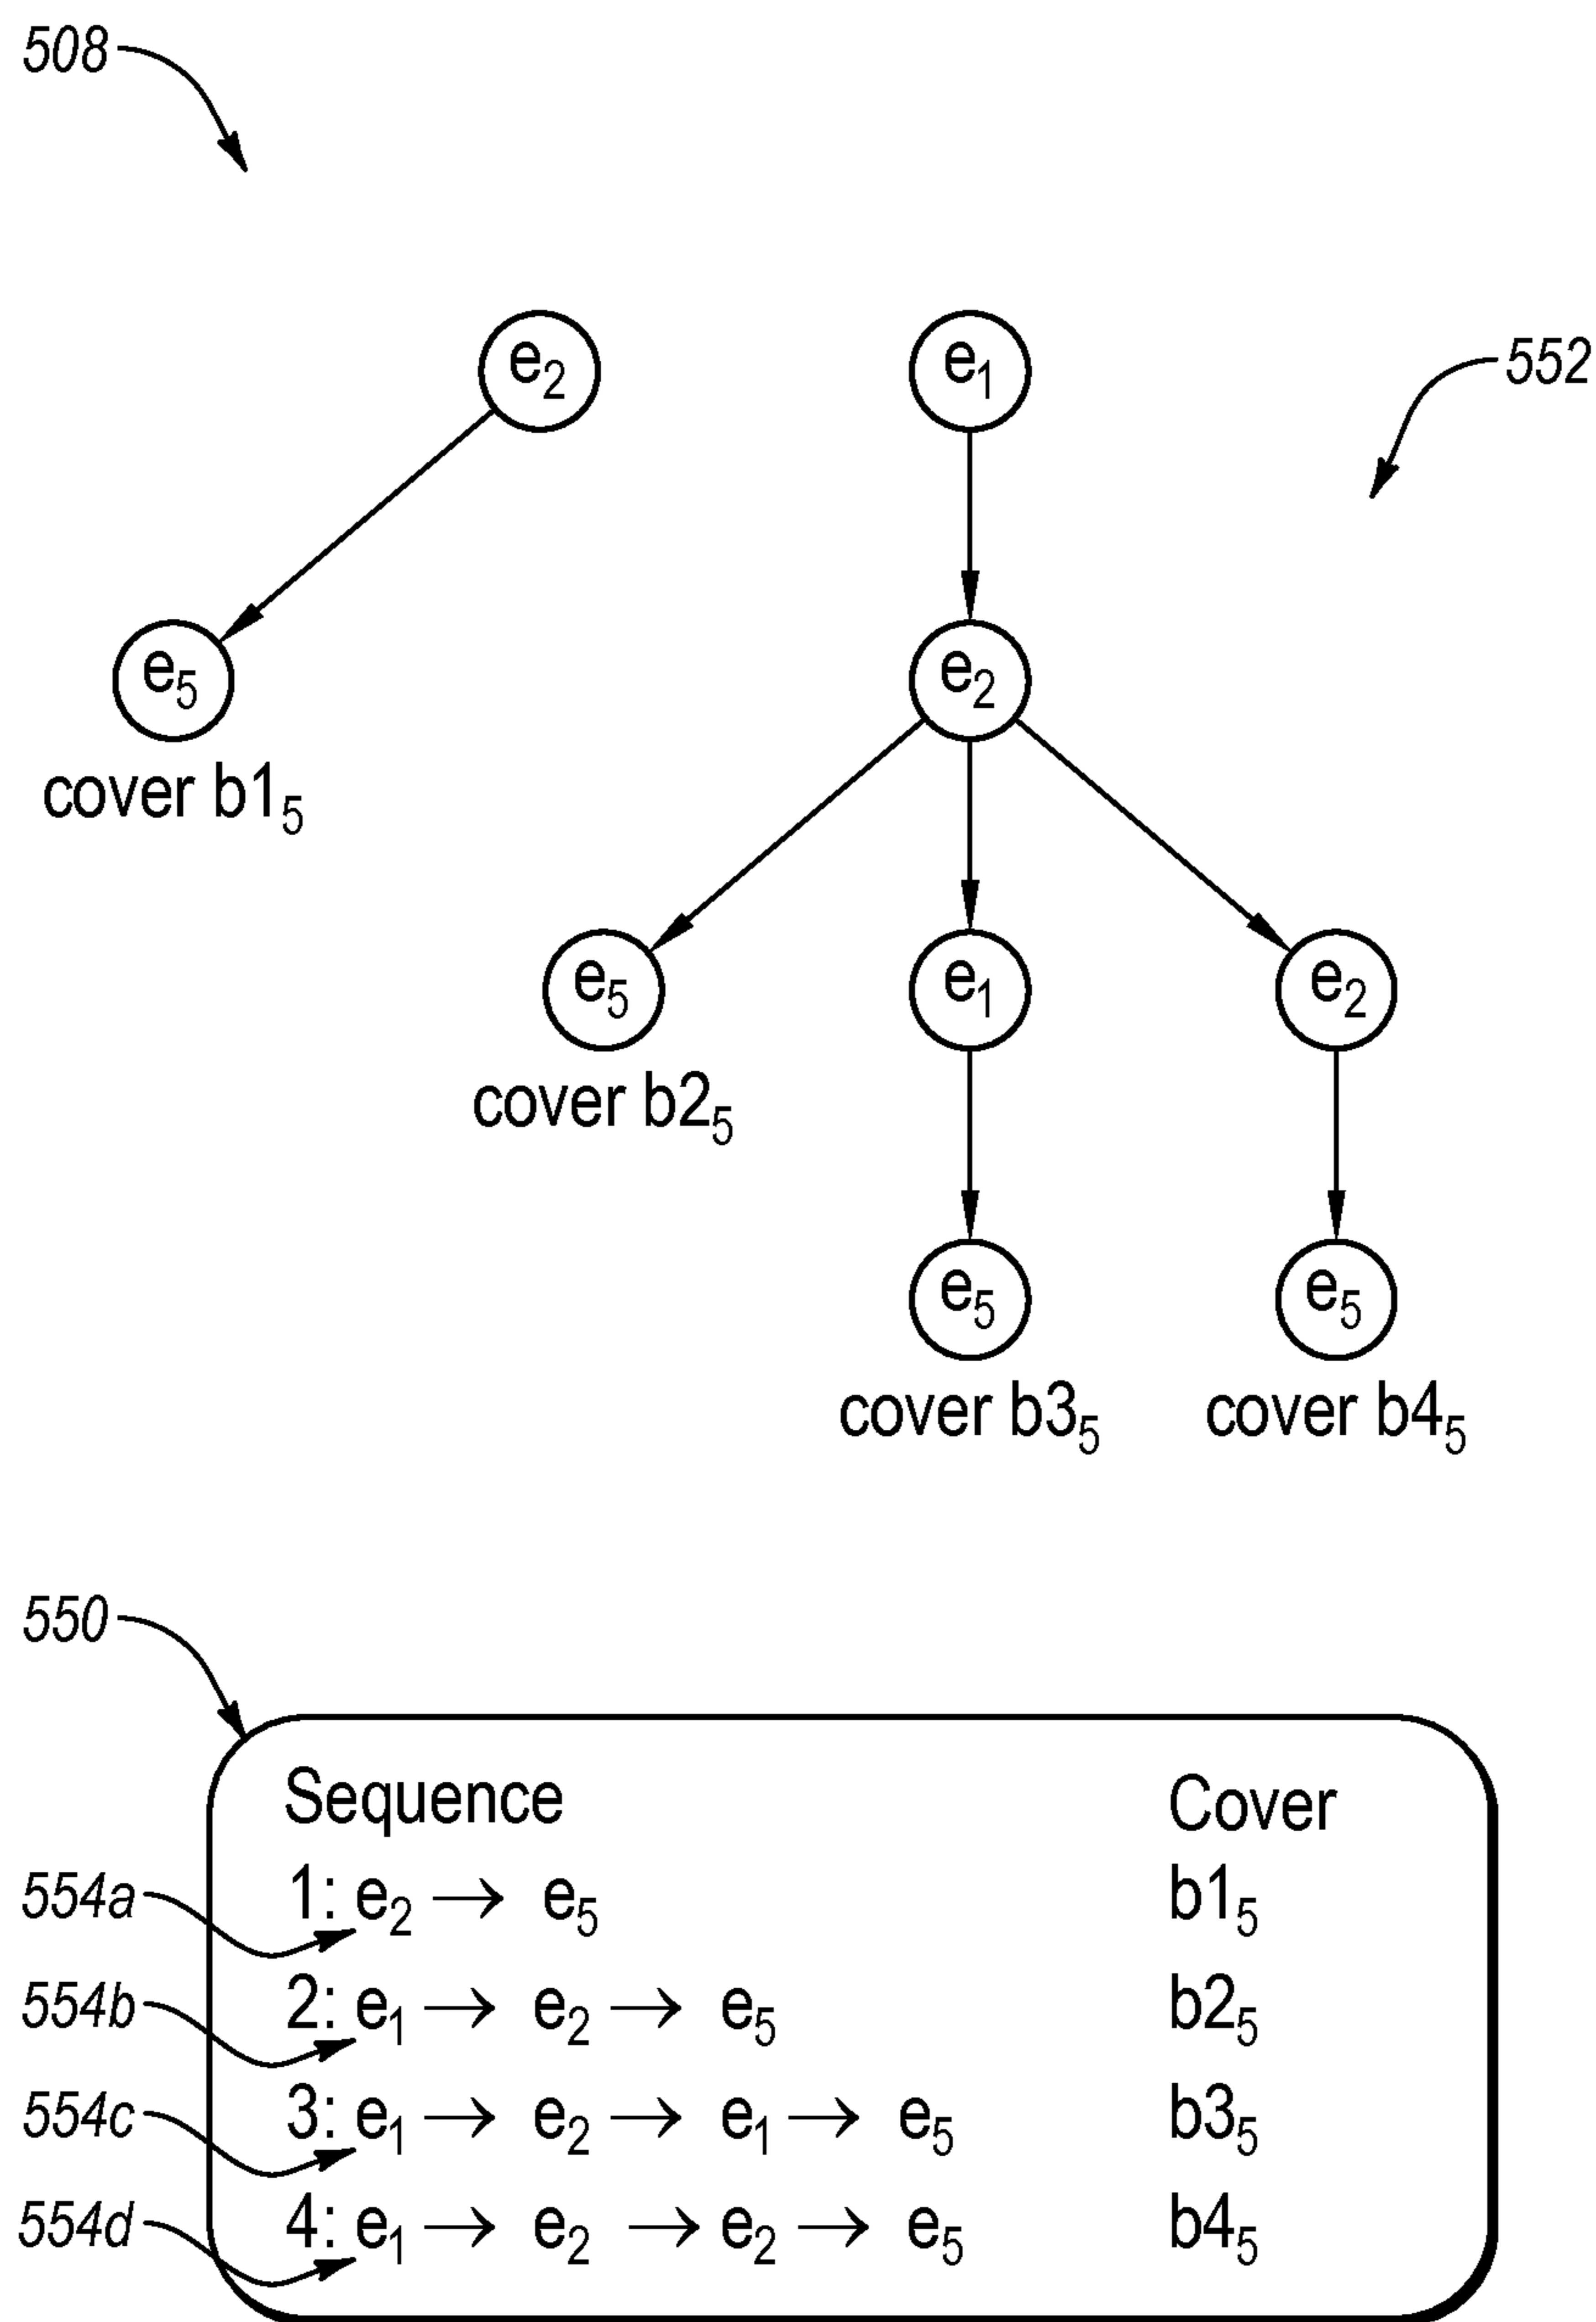 508
e₂ e₁
552
e₅ e₂
cover b1₅
e₅ e₁ e₂
cover b2₅
e₅ e₅
cover b3₅ cover b4₅
550
Sequence Cover
554a 1: e₂ → e₅ b1₅
554b 2: e₁ → e₂ → e₅ b2₅
554c 3: e₁ → e₂ → e₁ → e₅ b3₅
554d 4: e₁ → e₂ → e₂ → e₅ b4₅